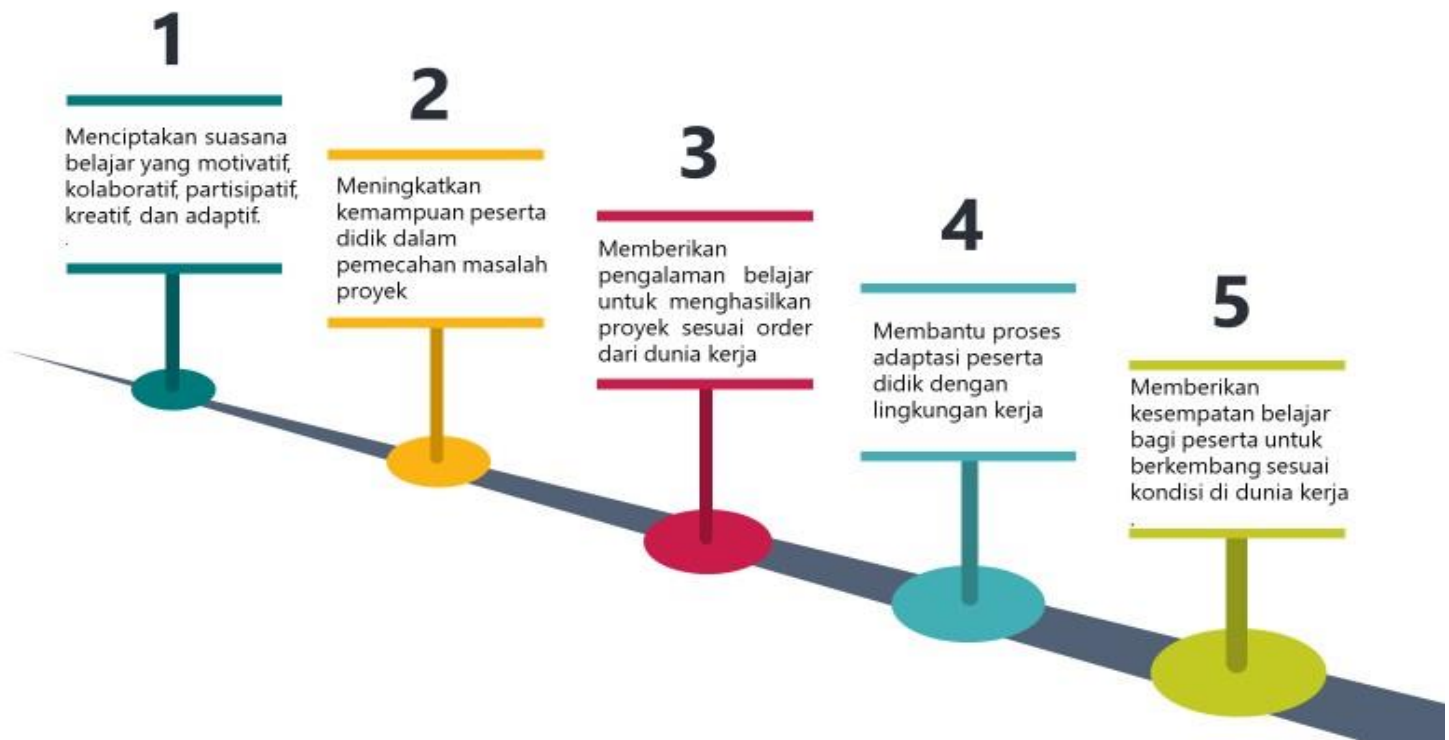 1
Menciptakan suasana
belajar yang motivatif,
kolaboratif, partisipatif,
kreatif, dan adaptif.
.
2
Meningkatkan
kemampuan peserta
didik dalam
pemecahan masalah
proyek
3
Memberikan
pengalaman belajar
untuk menghasilkan
proyek sesuai order
dari dunia kerja
4
Membantu proses
adaptasi peserta
didik dengan
lingkungan kerja
5
Memberikan
kesempatan belajar
bagi peserta untuk
berkembang sesuai
kondisi di dunia kerja
.